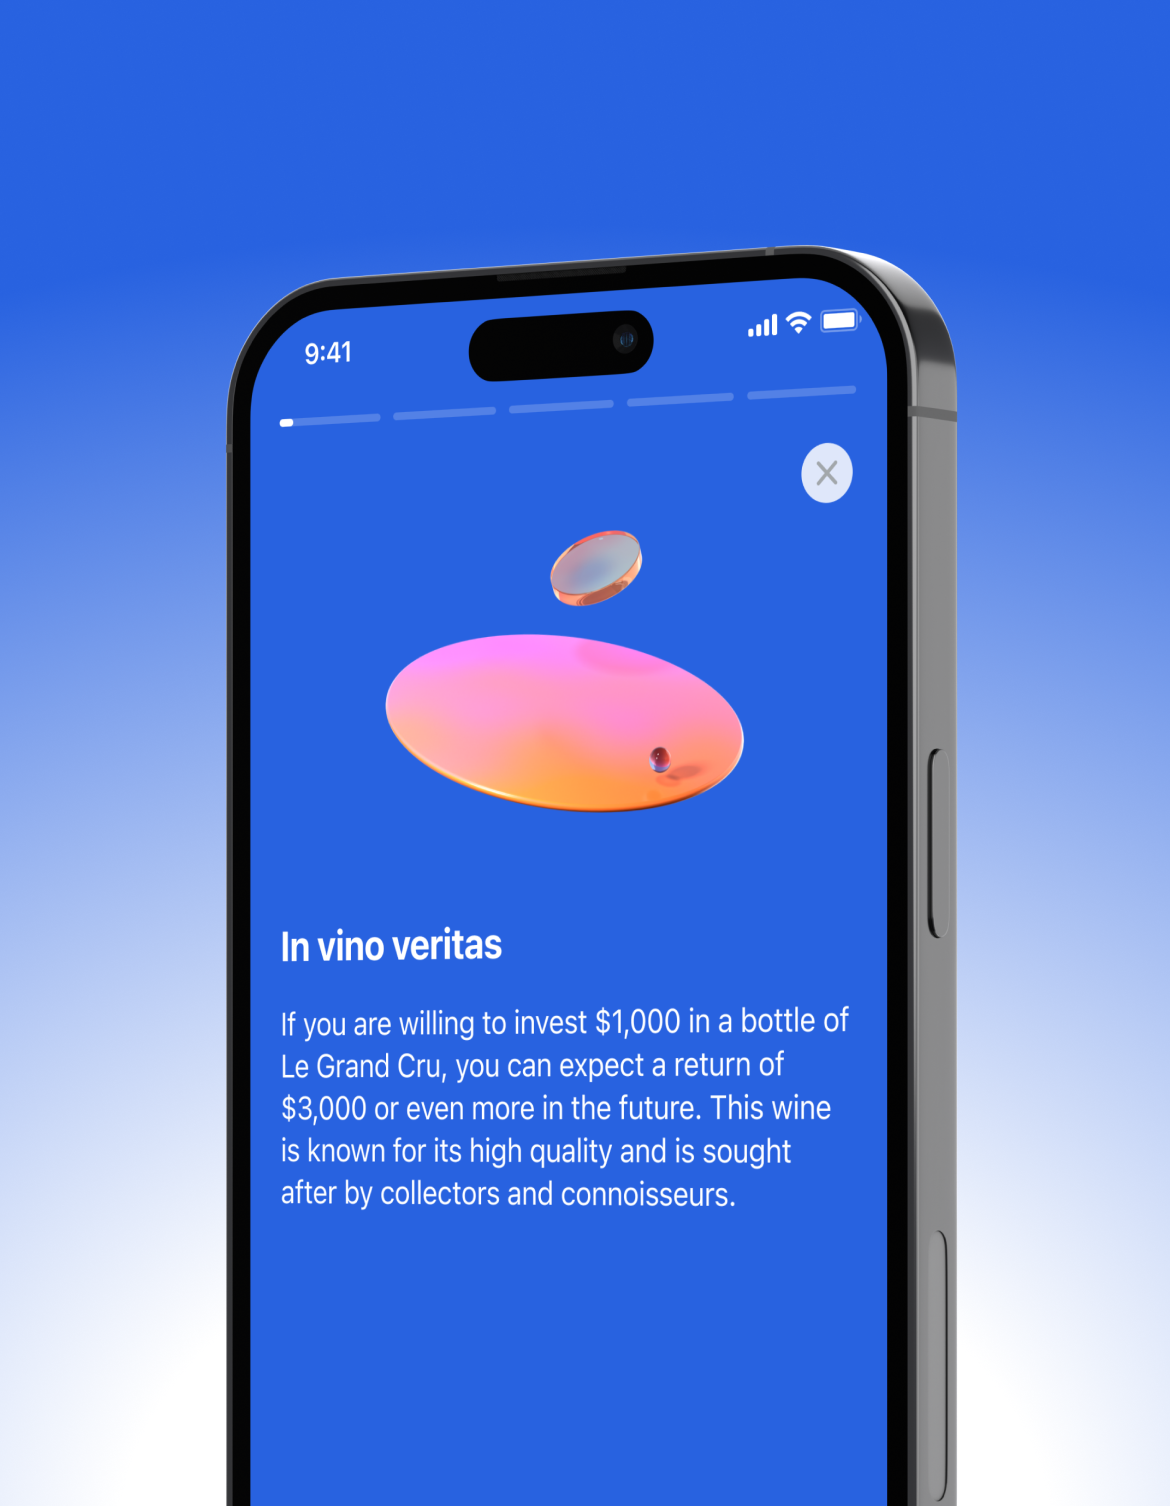 9:41
In vino veritas
If you are willing to invest $1,000 in a bottle of
Le Grand Cru, you can expect a return of
$3,000 or even more in the future. This wine
is known for its high quality and is sought
after by collectors and connoisseurs.